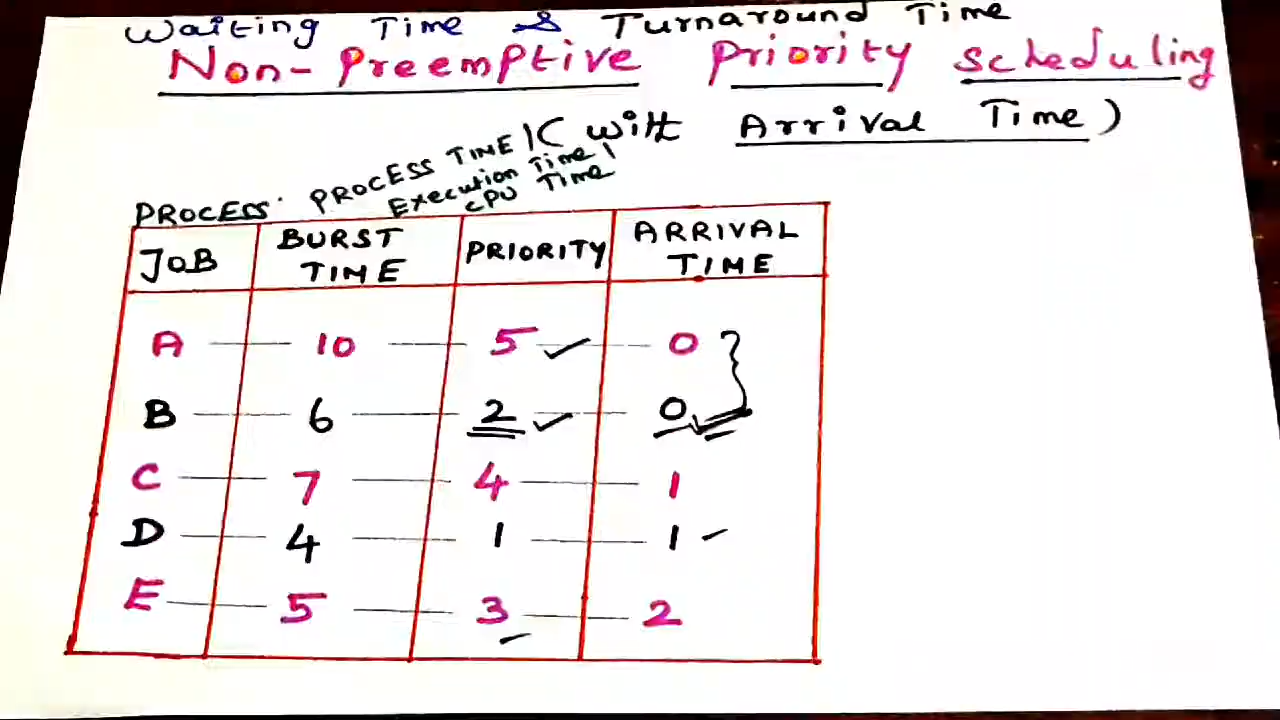 Waiting Time & Turnaround Time
Non-Preemptive Priority Scheduling
(with Arrival Time)
PROCESS: PROCESS TIME/
Execution Time/
CPU Time
JOB BURST TIME PRIORITY ARRIVAL TIME
A 10 5 0
B 6 2 0
C 7 4 1
D 4 1 1
E 5 3 2